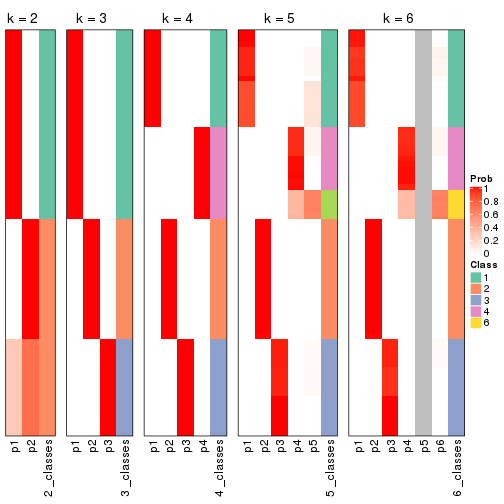 k = 2
k = 3
k = 4
k = 5
k = 6
p1
p2
2_classes
p1
p2
p3
3_classes
p1
p2
p3
p4
4_classes
p1
p2
p3
p4
p5
5_classes
p1
p2
p3
p4
p5
p6
6_classes
Prob
1
0.8
0.6
0.4
0.2
0
Class
1
2
3
4
6